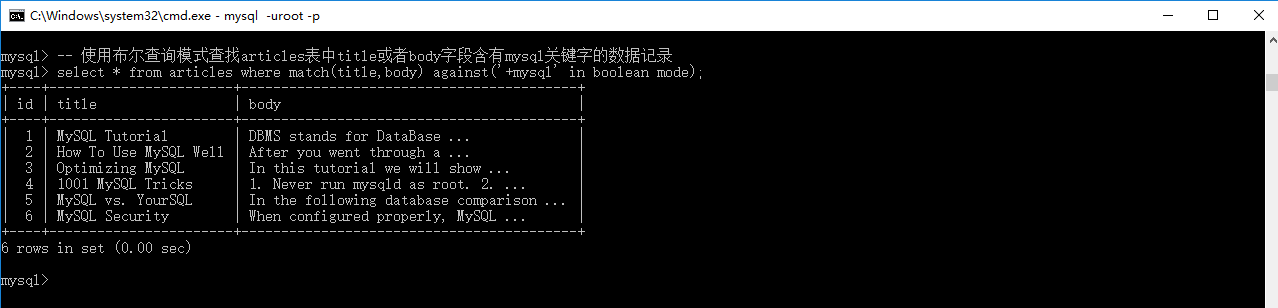 C:\Windows\system32\cmd.exe - mysql  -uroot -p
mysql> -- 使用布尔查询模式查找articles表中title或者body字段含有mysql关键字的数据记录
mysql> select * from articles where match(title,body) against('+mysql' in boolean mode);
+----+-----------------------+------------------------------------------+
| id | title                 | body                                     |
+----+-----------------------+------------------------------------------+
|  1 | MySQL Tutorial        | DBMS stands for DataBase ...             |
|  2 | How To Use MySQL Well | After you went through a ...             |
|  3 | Optimizing MySQL      | In this tutorial we will show ...        |
|  4 | 1001 MySQL Tricks     | 1. Never run mysqld as root. 2. ...      |
|  5 | MySQL vs. YourSQL     | In the following database comparison ... |
|  6 | MySQL Security        | When configured properly, MySQL ...      |
+----+-----------------------+------------------------------------------+
6 rows in set (0.00 sec)
mysql>